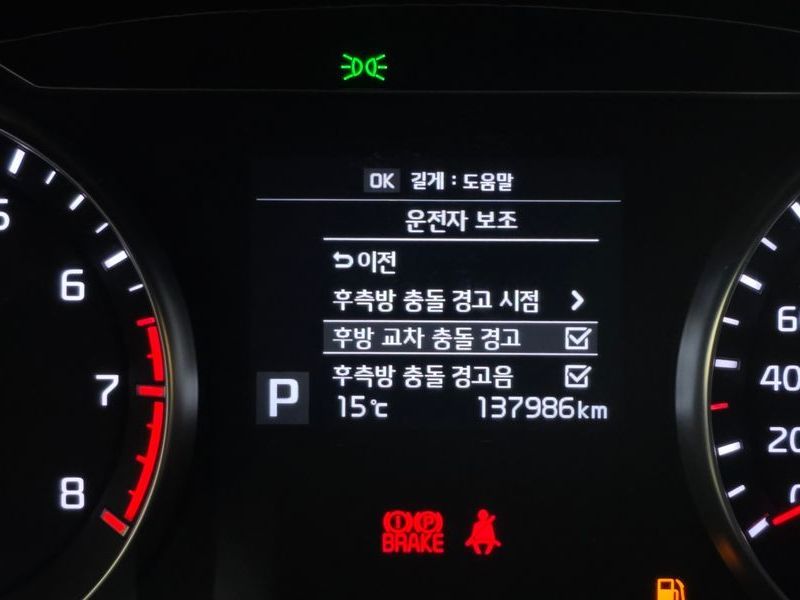 OK 길게 : 도움말
운전자 보조
이전
후측방 충돌 경고 시점
후방 교차 충돌 경고
후측방 충돌 경고음
P
15℃ 137986km
6
7
8
40
20
0
BRAKE